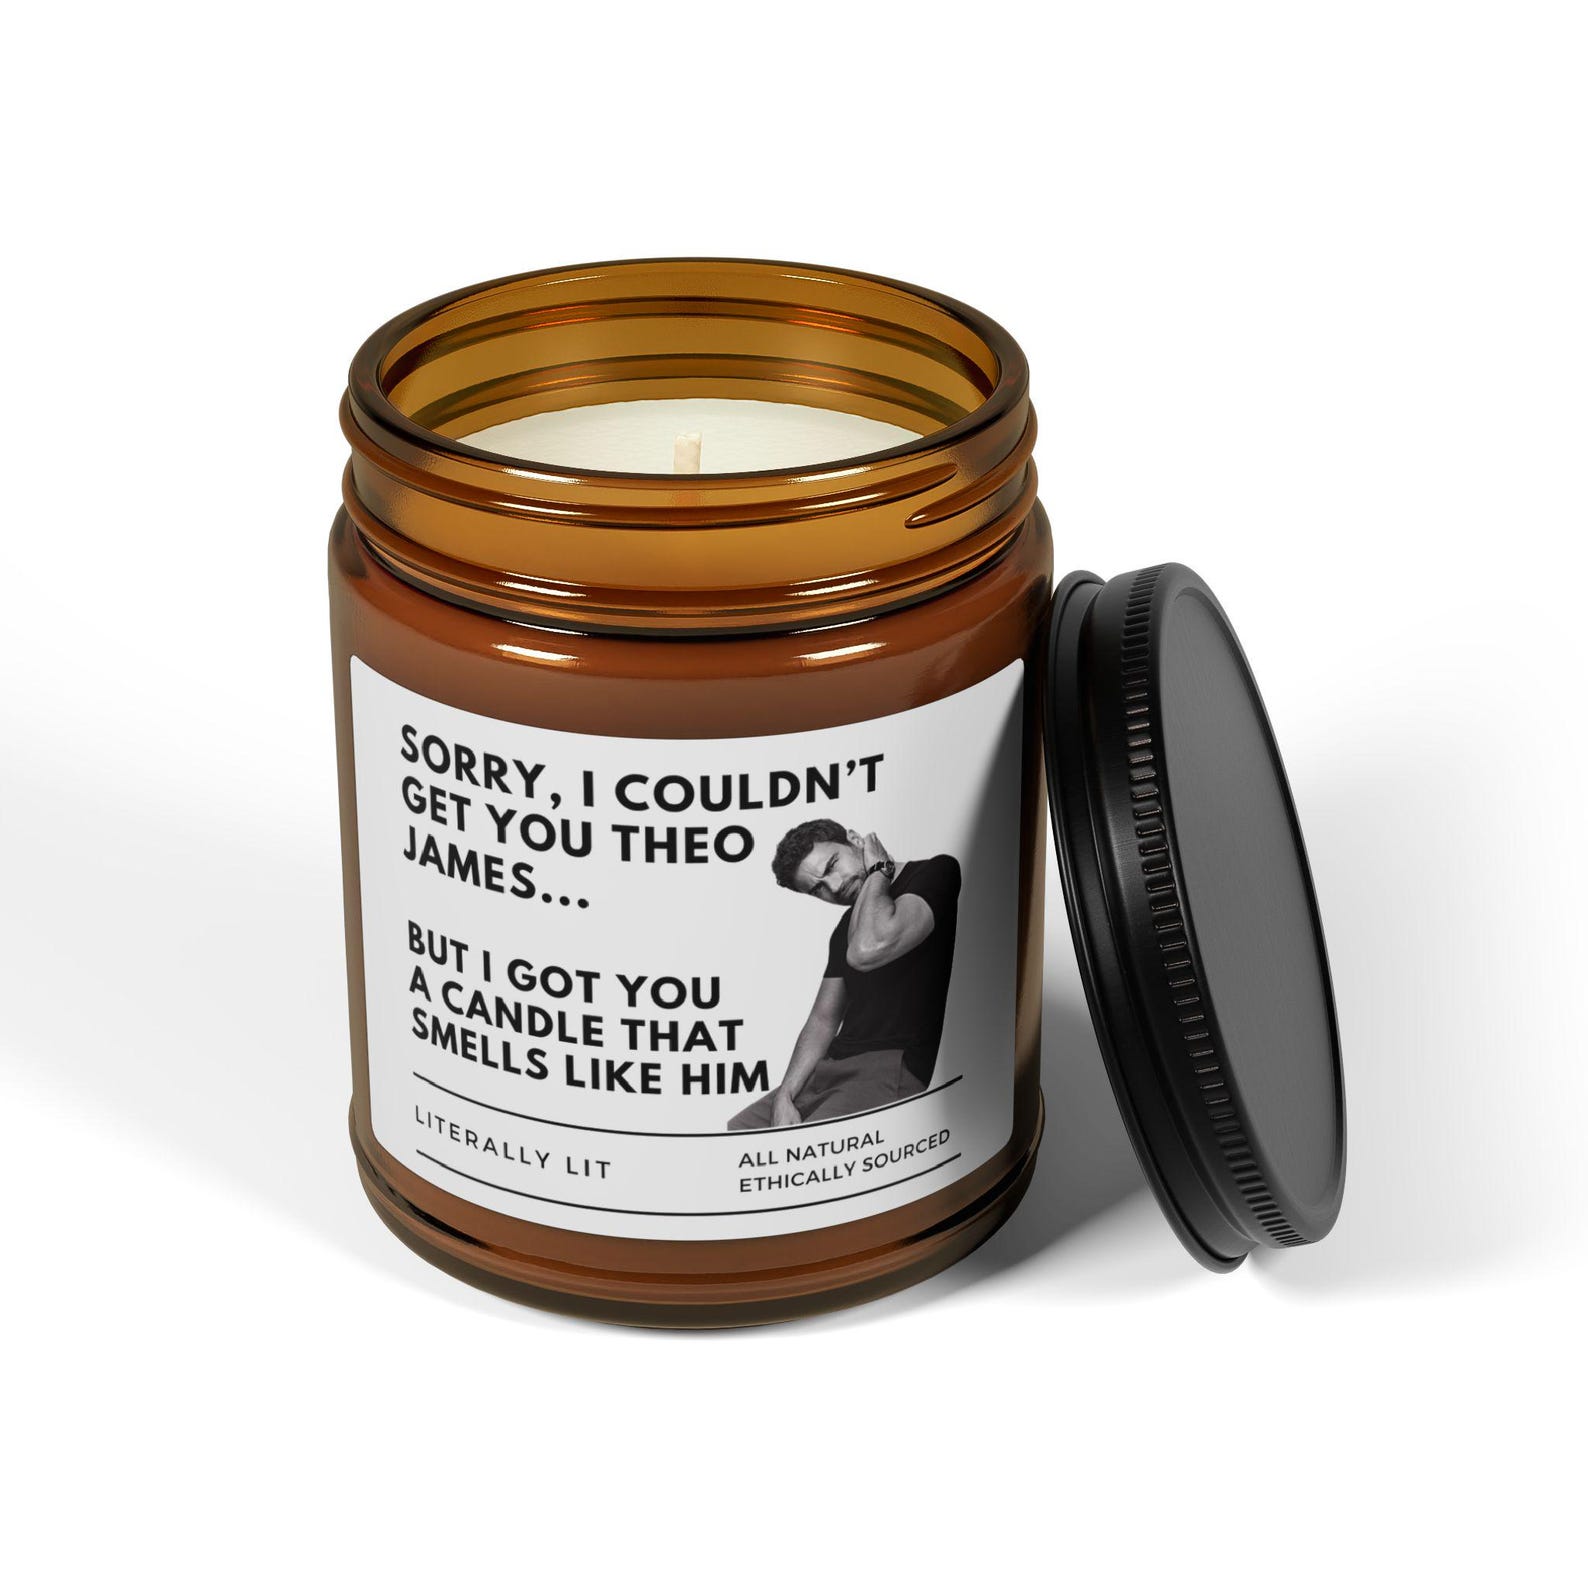 SORRY, I COULDN'T
GET YOU THEO
JAMES...
BUT I GOT YOU
A CANDLE THAT
SMELLS LIKE HIM
LITERALLY LIT
ALL NATURAL
ETHICALLY SOURCED